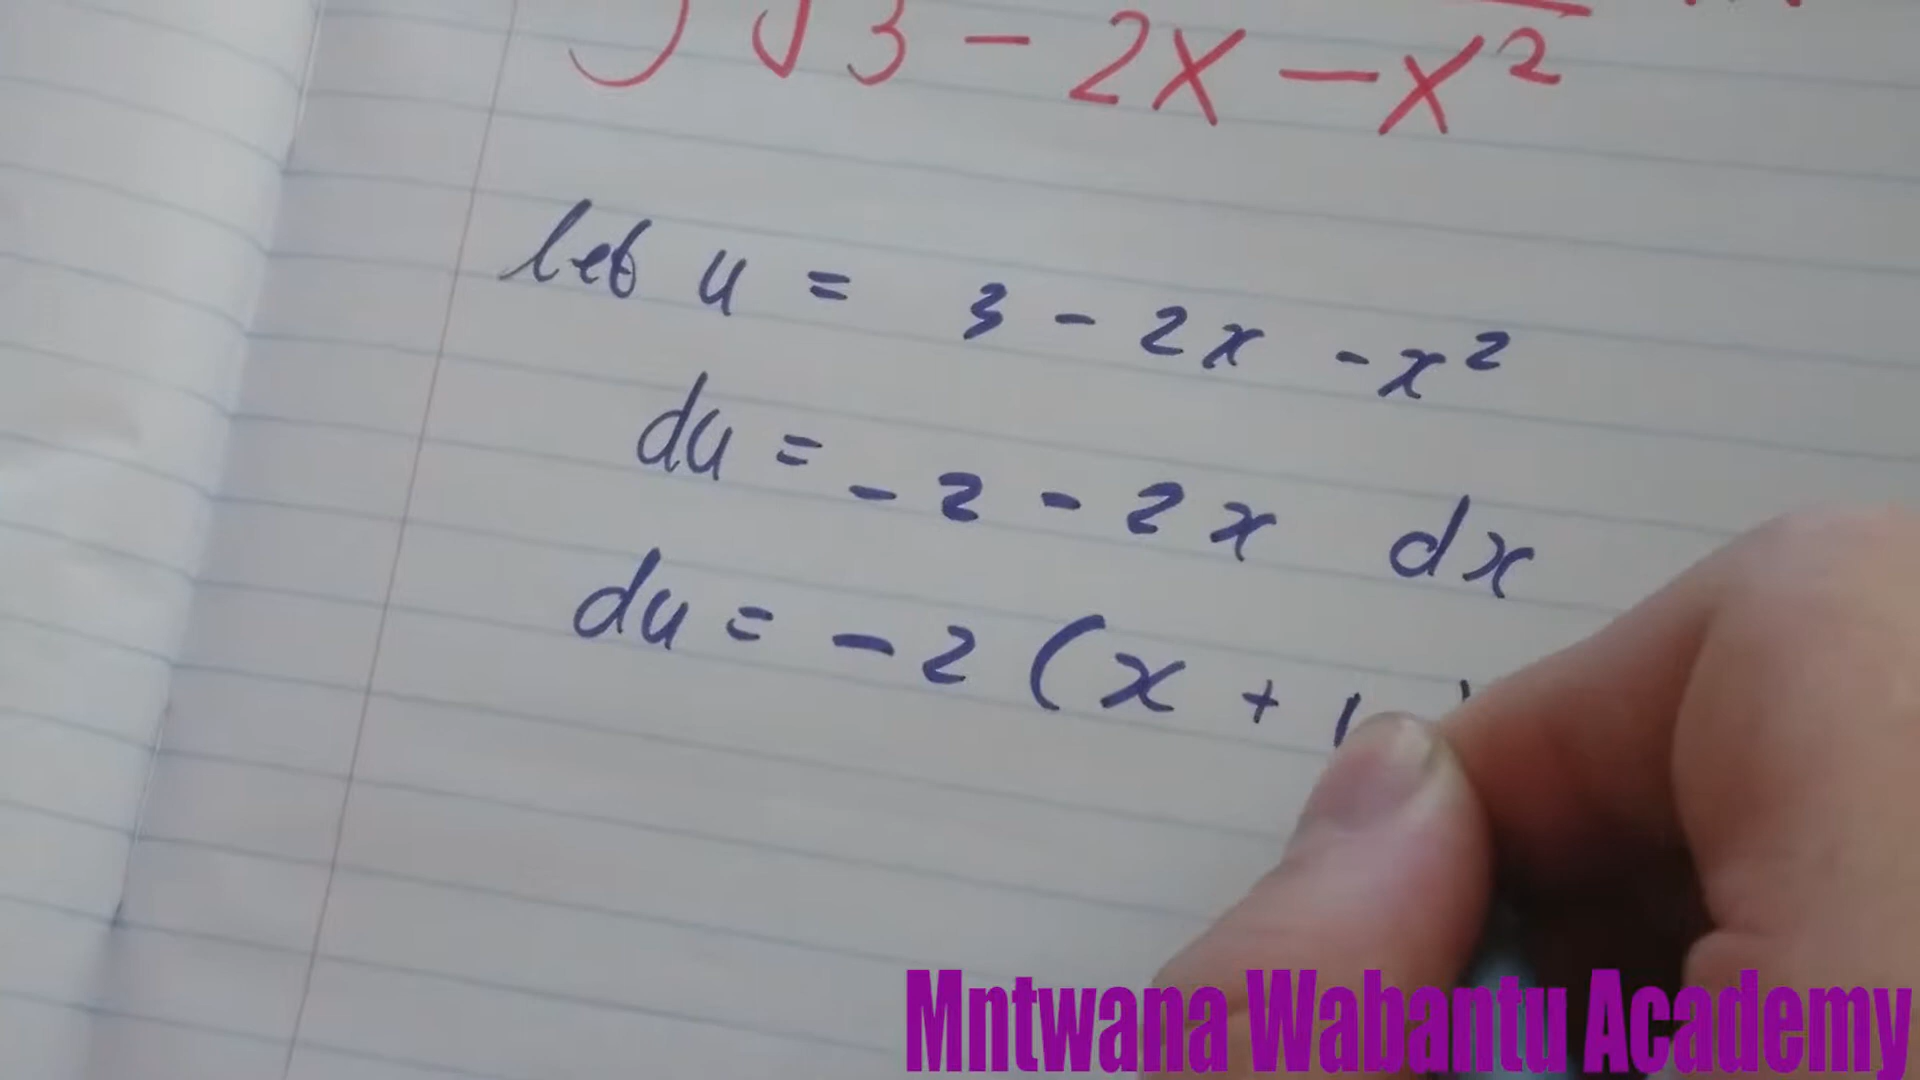 ∫ √3 - 2x - x²
let u = 3 - 2x - x²
du = - 2 - 2x dx
du = - 2 (x + 1)
Mntwana Wabantu Academy